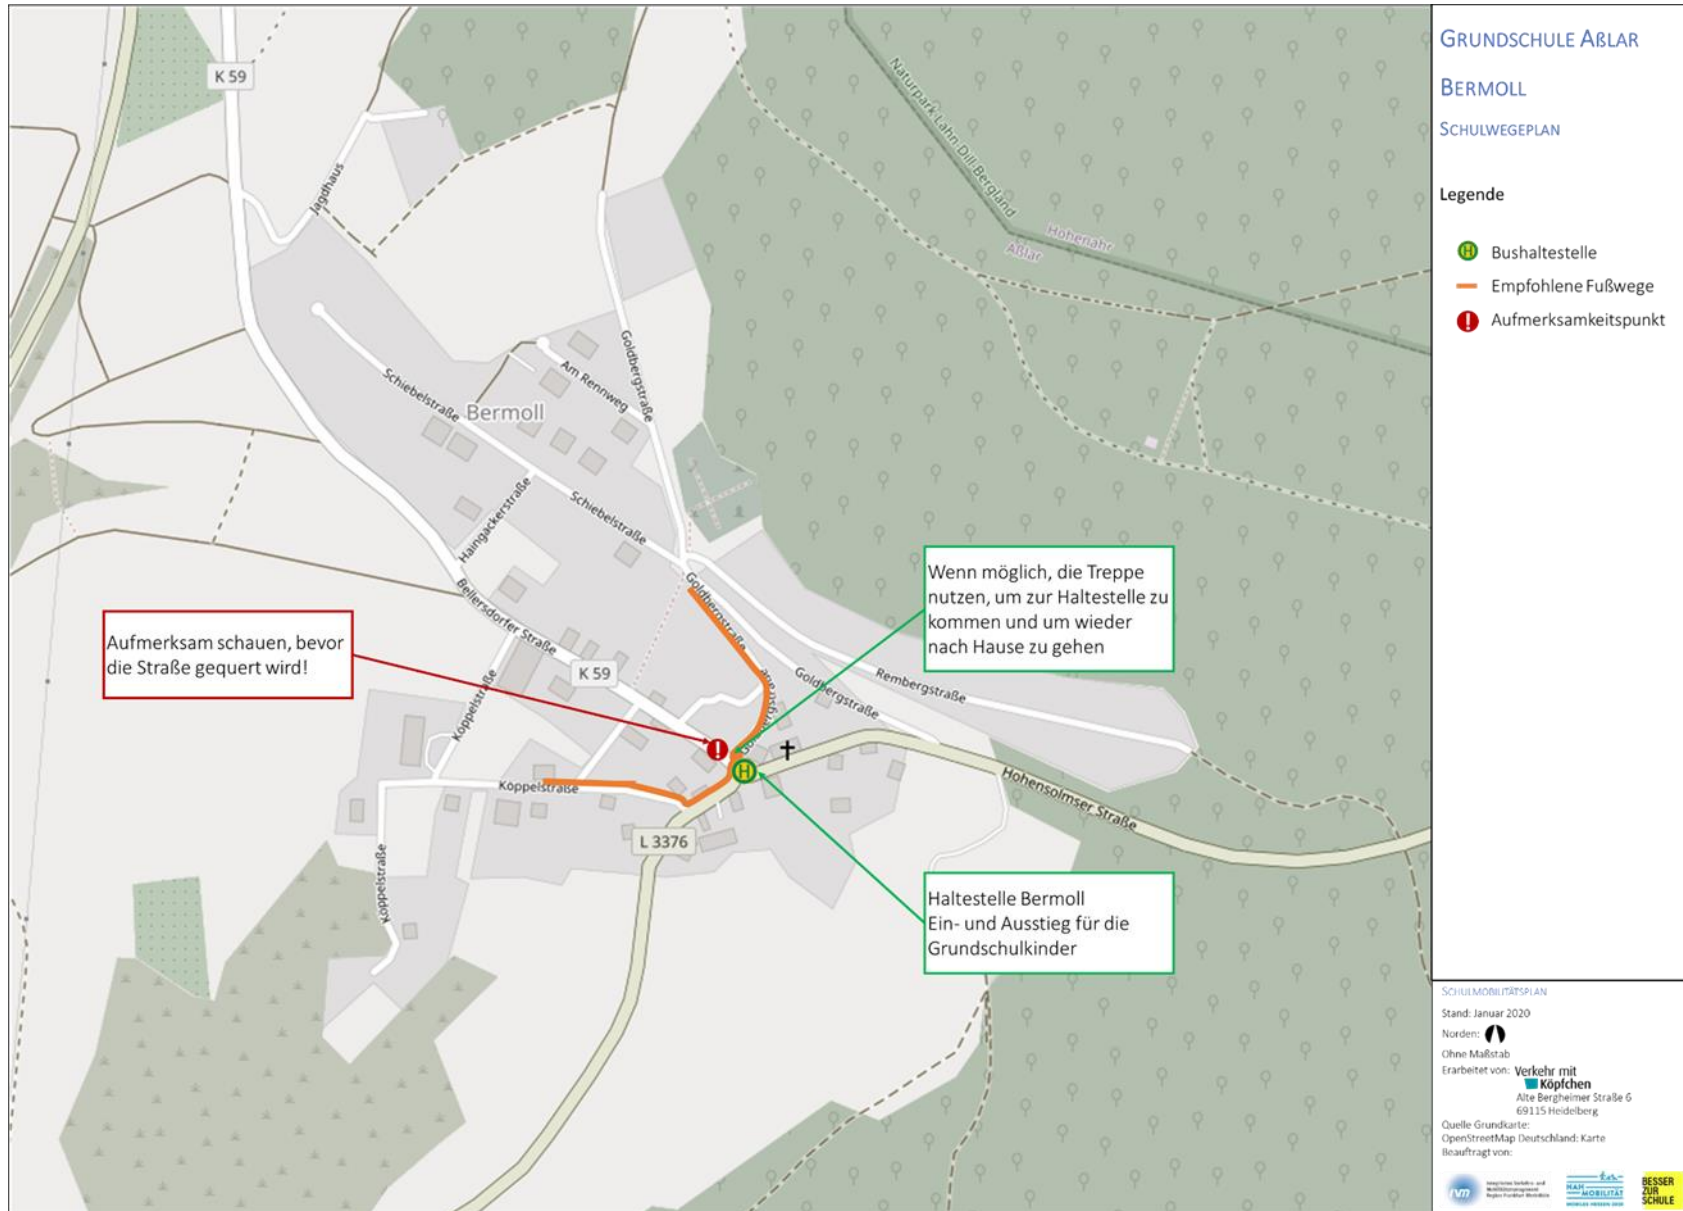 GRUNDSCHULE AßLAR
BERMOLL
SCHULWEGEPLAN
Legende
Bushaltestelle
Empfohlene Fußwege
Aufmerksamkeitspunkt
K 59
Jagdhaus
Naturpark Lahn-Dill-Bergland
Hohenahr
Aßlar
Goldbergstraße
Am Rennweg
Schiebelstraße
Bermoll
Schiebelstraße
Haingackerstraße
Bellersdorfer Straße
Goldbergstraße
Wenn möglich, die Treppe
nutzen, um zur Haltestelle zu
kommen und um wieder
nach Hause zu gehen
Aufmerksam schauen, bevor
die Straße gequert wird!
K 59
Köppelstraße
Goldbergstraße
Rembergstraße
H
Köppelstraße
Hohensolmser Straße
L 3376
Köppelstraße
Haltestelle Bermoll
Ein- und Ausstieg für die
Grundschulkinder
SCHULMOBILITÄTSPLAN
Stand: Januar 2020
Norden:
Ohne Maßstab
Erarbeitet von: Verkehr mit
Köpfchen
Alte Bergheimer Straße 6
69115 Heidelberg
Quelle Grundkarte:
OpenStreetMap Deutschland: Karte
Beauftragt von:
ivm
MOBILITÄT
BESSER
ZUR
SCHULE